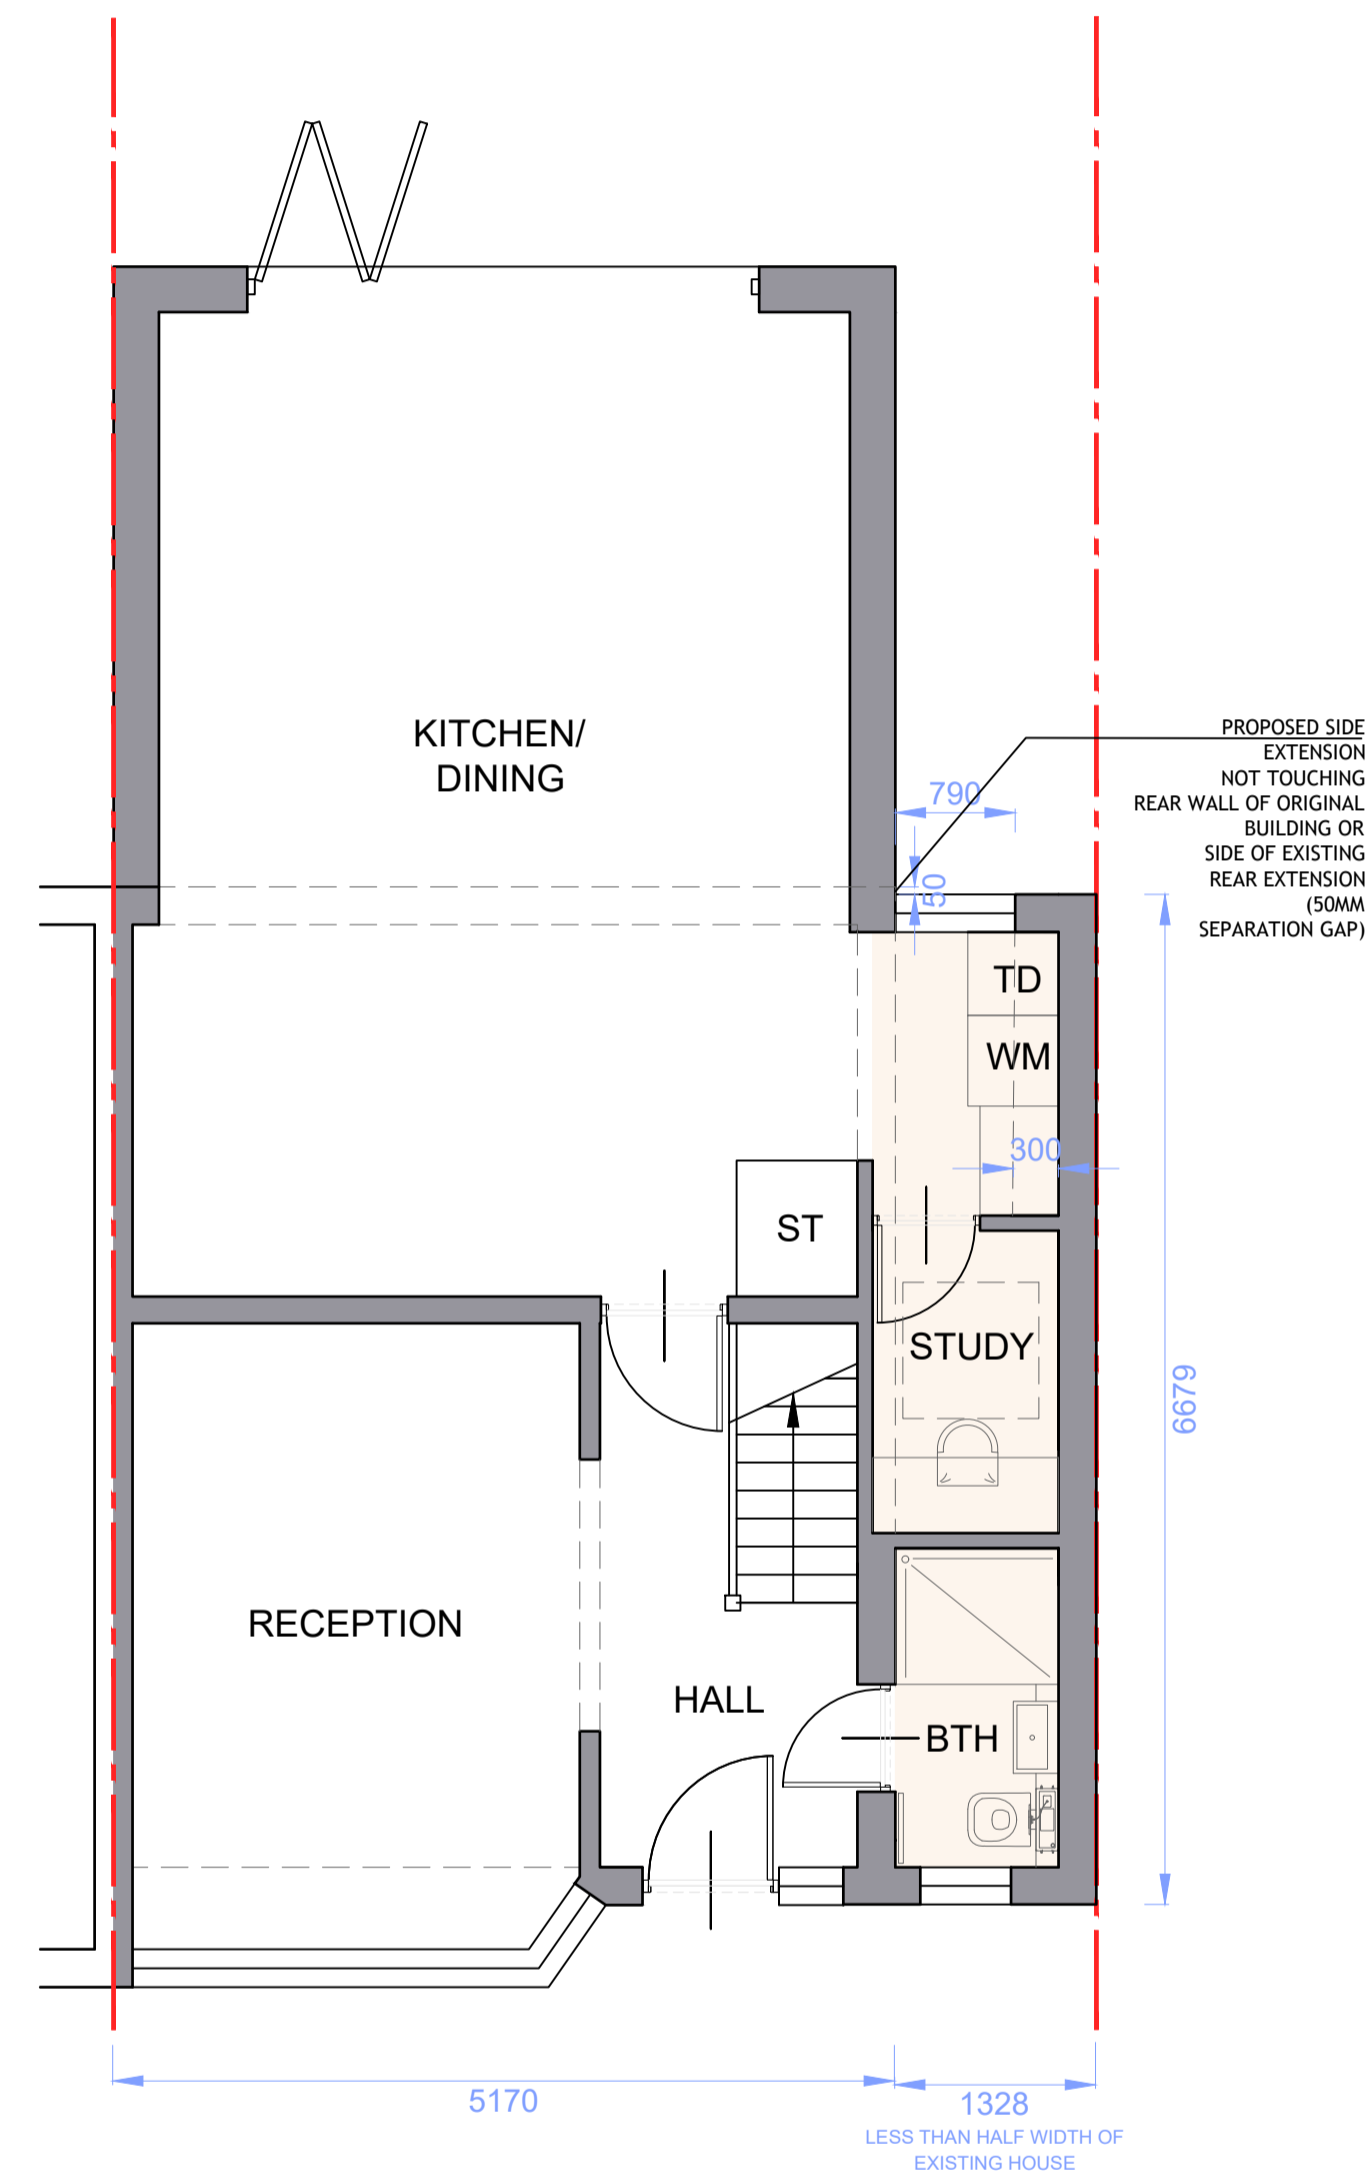 KITCHEN/
DINING
PROPOSED SIDE
EXTENSION
NOT TOUCHING
REAR WALL OF ORIGINAL
BUILDING OR
SIDE OF EXISTING
REAR EXTENSION
(50MM
SEPARATION GAP)
790
50
TD
WM
300
ST
STUDY
6679
RECEPTION
HALL
BTH
5170
1328
LESS THAN HALF WIDTH OF
EXISTING HOUSE